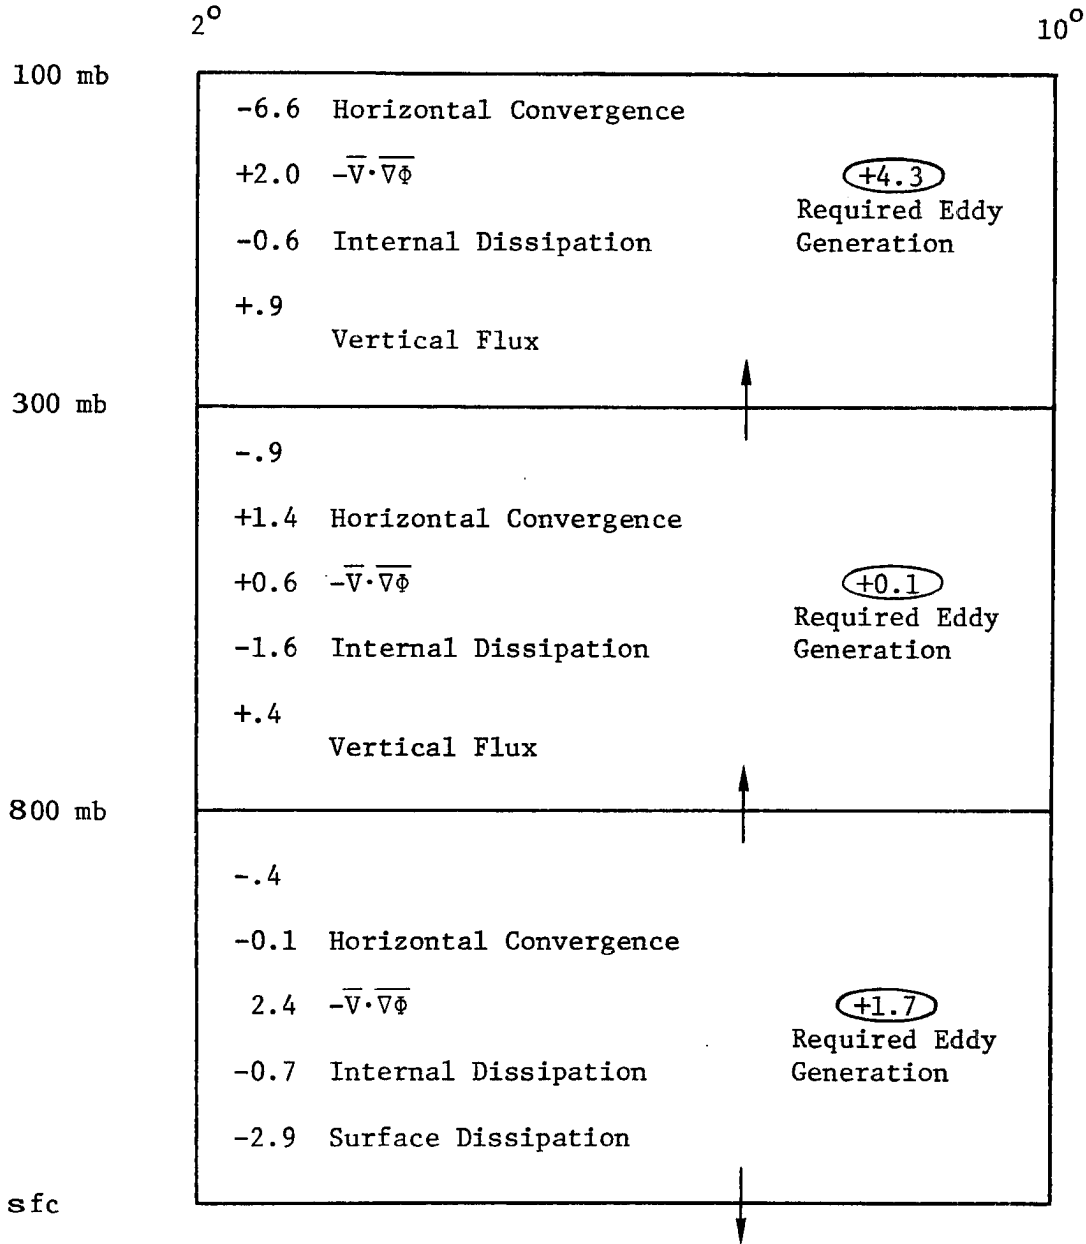 2° 10°
100 mb
-6.6 Horizontal Convergence
+2.0 -V̅·∇Φ̅ +4.3
Required Eddy
-0.6 Internal Dissipation Generation
+.9
Vertical Flux
300 mb
-.9
+1.4 Horizontal Convergence
+0.6 -V̅·∇Φ̅ +0.1
Required Eddy
-1.6 Internal Dissipation Generation
+.4
Vertical Flux
800 mb
-.4
-0.1 Horizontal Convergence
2.4 -V̅·∇Φ̅ +1.7
Required Eddy
-0.7 Internal Dissipation Generation
-2.9 Surface Dissipation
sfc